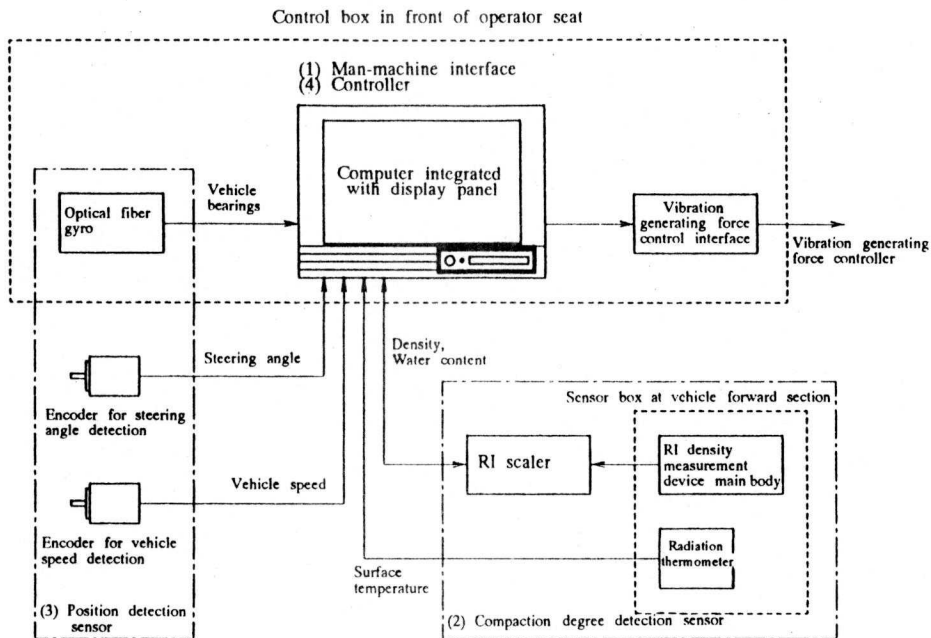 Control box in front of operator seat
(1) Man-machine interface
(4) Controller
Computer integrated
with display panel
Optical fiber
gyro
Vehicle
bearings
Vibration
generating force
control interface
Vibration generating
force controller
Steering angle
Density,
Water content
Encoder for steering
angle detection
Sensor box at vehicle forward section
RI scaler
RI density
measurement
device main body
Vehicle speed
Encoder for vehicle
speed detection
Radiation
thermometer
Surface
temperature
(3) Position detection
sensor
(2) Compaction degree detection sensor